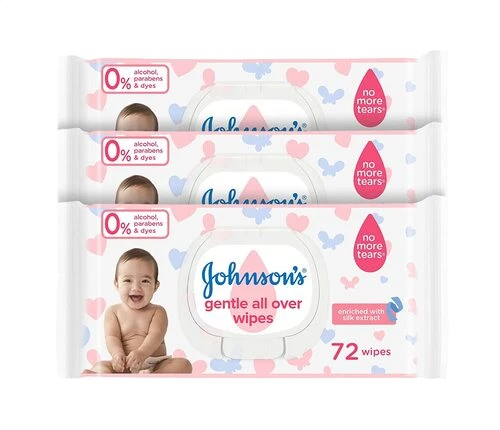 0%
alcohol,
parabens
& dyes
no
more
tears®
Johnson's®
0%
alcohol,
parabens
& dyes
no
more
tears®
Johnson's®
0%
alcohol,
parabens
& dyes
no
more
tears®
Johnson's®
gentle all over
wipes
enriched with
silk extract
72 wipes